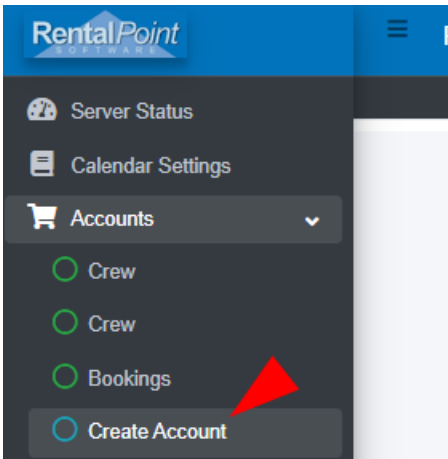 RentalPoint
SOFTWARE
Server Status
Calendar Settings
Accounts
Crew
Crew
Bookings
Create Account